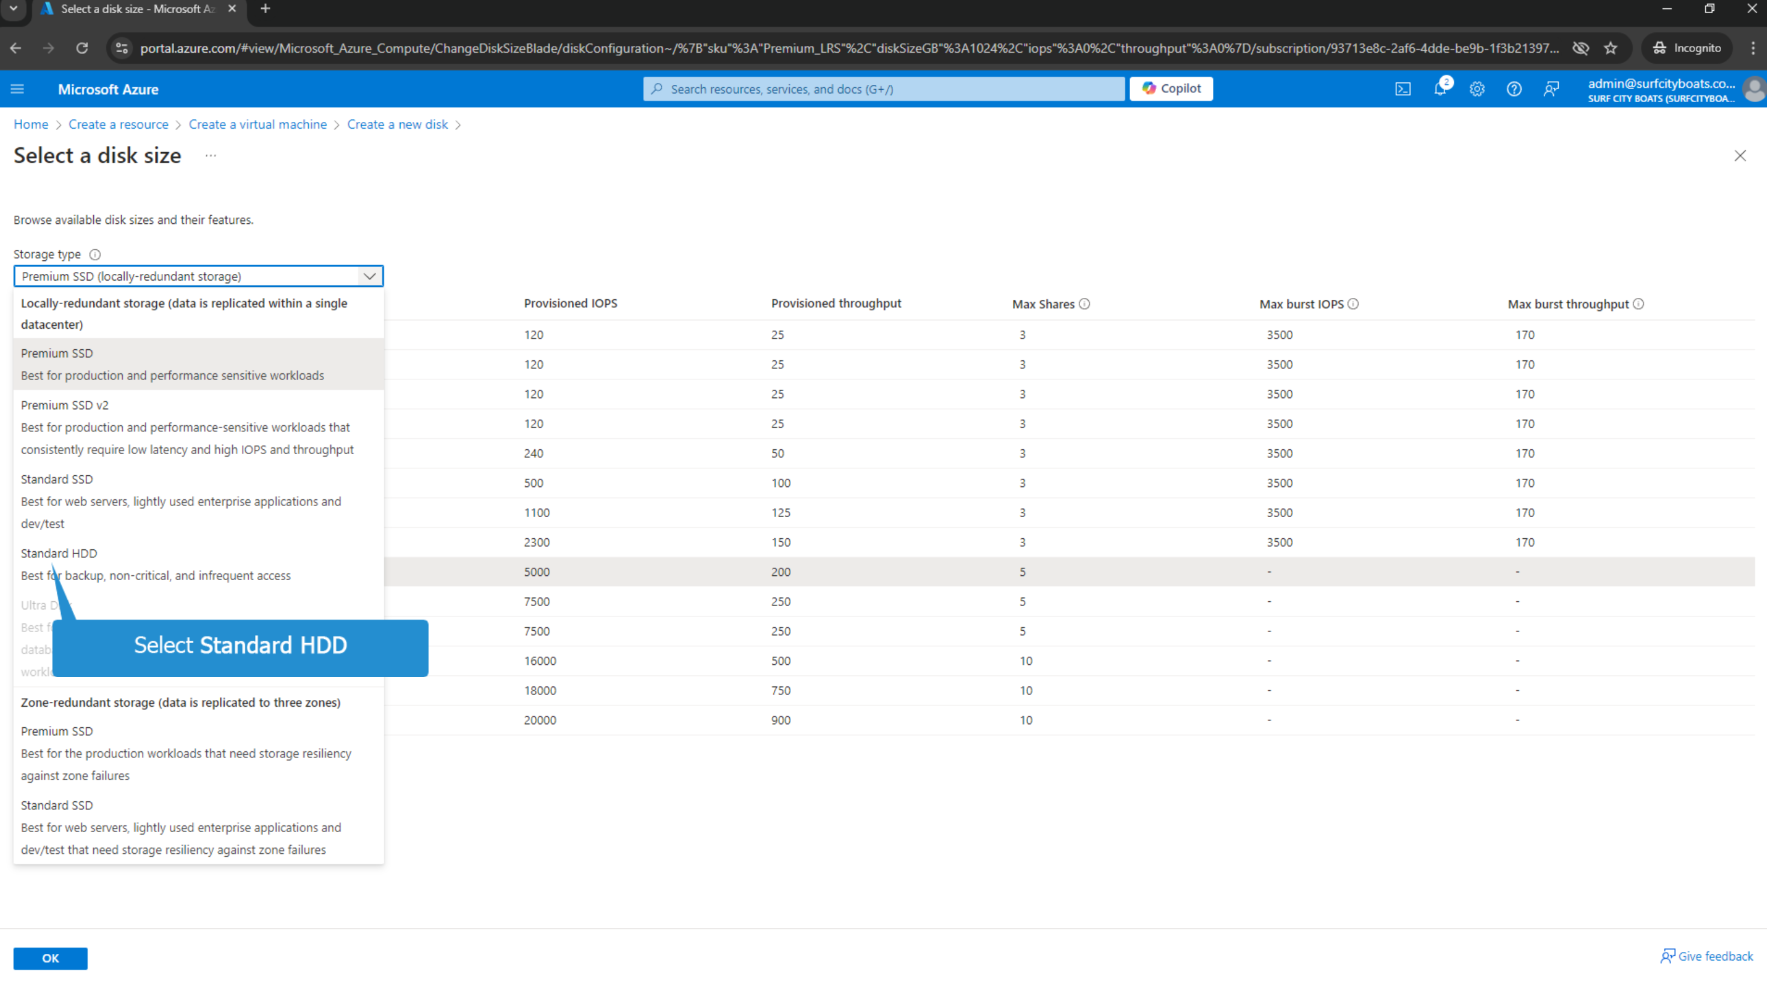 Select a disk size - Microsoft Az
portal.azure.com/#view/Microsoft_Azure_Compute/ChangeDiskSizeBlade/diskConfiguration~/%7B"sku"%3A"Premium_LRS"%2C"diskSizeGB"%3A1024%2C"iops"%3A0%2C"throughput"%3A0%7D/subscription/93713e8c-2af6-4dde-be9b-1f3b21397...
Incognito
Microsoft Azure
Search resources, services, and docs (G+/)
Copilot
2
admin@surfcityboats.co...
SURF CITY BOATS (SURFCITYBOA...
Home > Create a resource > Create a virtual machine > Create a new disk >
Select a disk size ...
Browse available disk sizes and their features.
Storage type
Premium SSD (locally-redundant storage)
Locally-redundant storage (data is replicated within a single
datacenter)
Premium SSD
Best for production and performance sensitive workloads
Premium SSD v2
Best for production and performance-sensitive workloads that
consistently require low latency and high IOPS and throughput
Standard SSD
Best for web servers, lightly used enterprise applications and
dev/test
Standard HDD
Best for backup, non-critical, and infrequent access
Ultra D
Best f
datab
workl
Select Standard HDD
Zone-redundant storage (data is replicated to three zones)
Premium SSD
Best for the production workloads that need storage resiliency
against zone failures
Standard SSD
Best for web servers, lightly used enterprise applications and
dev/test that need storage resiliency against zone failures
Provisioned IOPS Provisioned throughput Max Shares Max burst IOPS Max burst throughput
120 25 3 3500 170
120 25 3 3500 170
120 25 3 3500 170
120 25 3 3500 170
240 50 3 3500 170
500 100 3 3500 170
1100 125 3 3500 170
2300 150 3 3500 170
5000 200 5 - -
7500 250 5 - -
7500 250 5 - -
16000 500 10 - -
18000 750 10 - -
20000 900 10 - -
OK
Give feedback